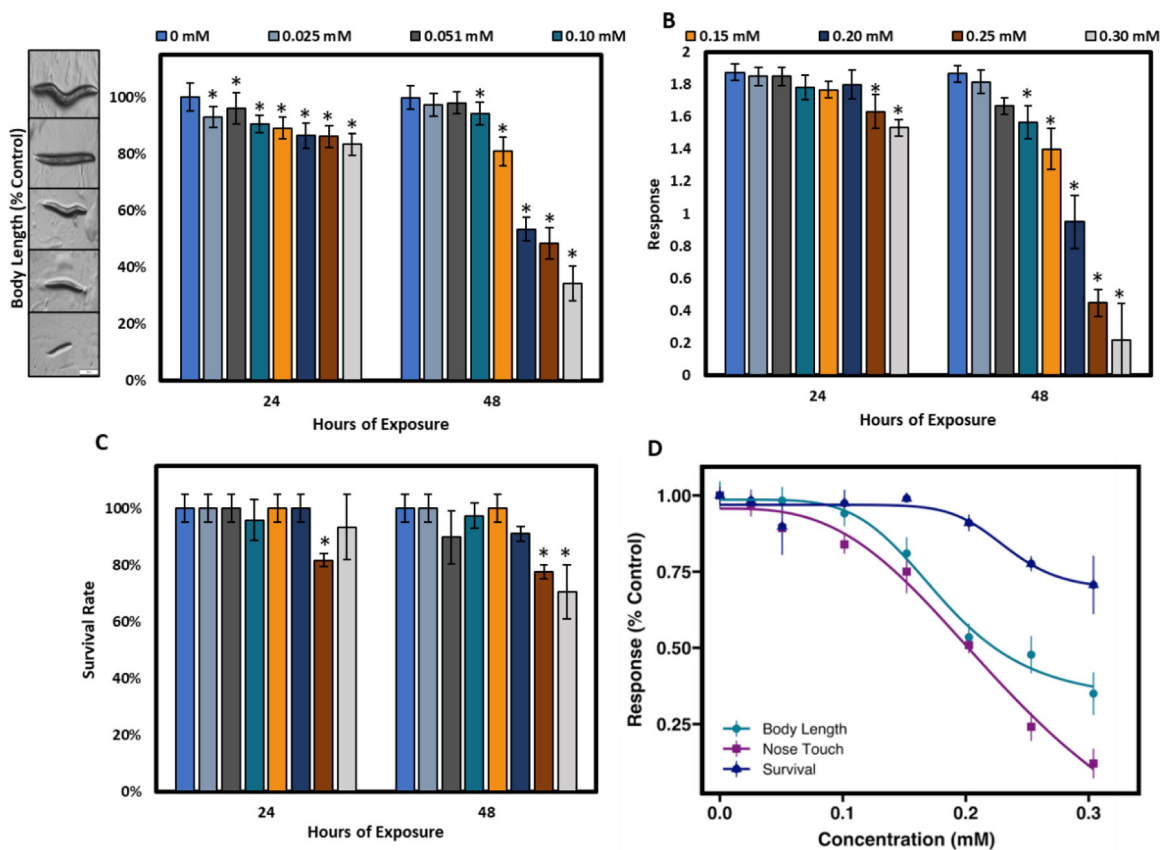 B
0 mM 0.025 mM 0.051 mM 0.10 mM 0.15 mM 0.20 mM 0.25 mM 0.30 mM
Body Length (% Control)
100%
80%
60%
40%
20%
0%
* * * * * * *
* * * * *
24 48
Hours of Exposure
Response
2
1.8
1.6
1.4
1.2
1
0.8
0.6
0.4
0.2
0
* *
* * * * *
24 48
Hours of Exposure
C
Survival Rate
100%
80%
60%
40%
20%
0%
*
* *
24 48
Hours of Exposure
D
Response (% Control)
1.00
0.75
0.50
0.25
Body Length
Nose Touch
Survival
0.0 0.1 0.2 0.3
Concentration (mM)